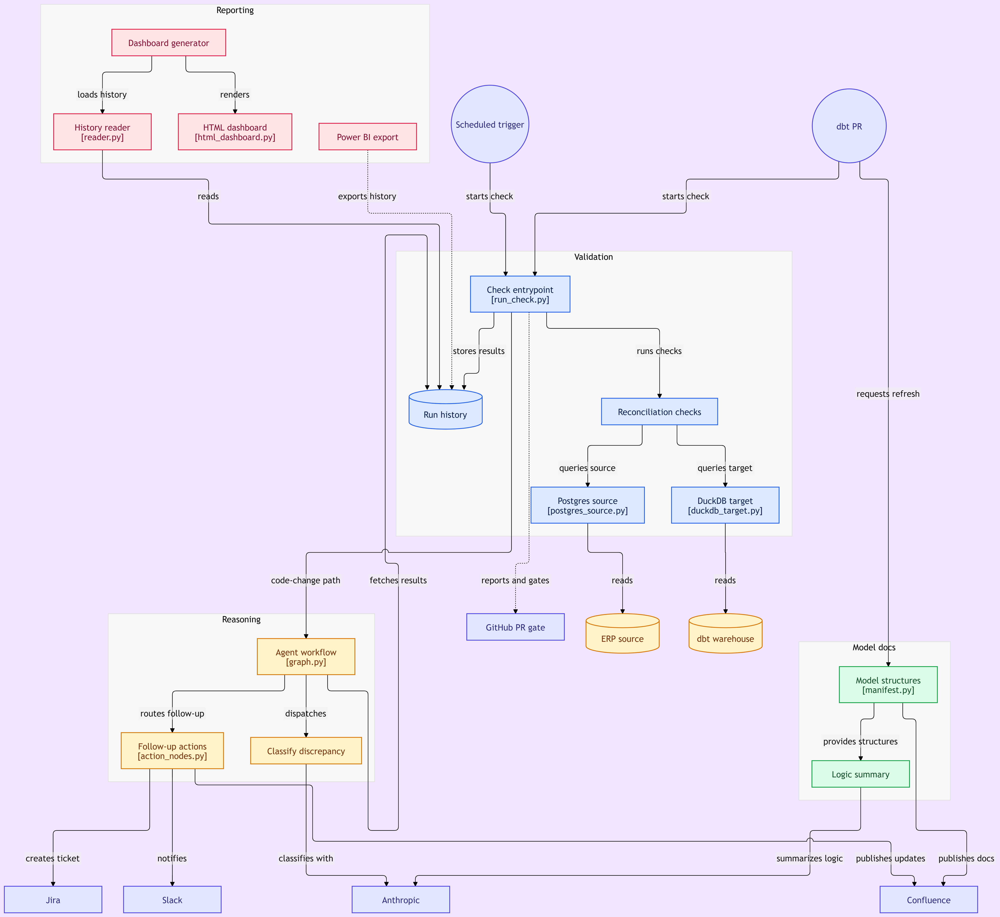 Reporting
Dashboard generator
loads history
renders
History reader
[reader.py]
HTML dashboard
[html_dashboard.py]
Power BI export
Scheduled trigger
dbt PR
reads
exports history
starts check
starts check
Validation
Check entrypoint
[run_check.py]
stores results
runs checks
requests refresh
Run history
Reconciliation checks
queries source
queries target
Postgres source
[postgres_source.py]
DuckDB target
[duckdb_target.py]
code-change path
fetches results
reports and gates
reads
reads
Reasoning
GitHub PR gate
ERP source
dbt warehouse
Model docs
Agent workflow
[graph.py]
Model structures
[manifest.py]
routes follow-up
dispatches
provides structures
Follow-up actions
[action_nodes.py]
Classify discrepancy
Logic summary
creates ticket
notifies
classifies with
summarizes logic
publishes updates
publishes docs
Jira
Slack
Anthropic
Confluence